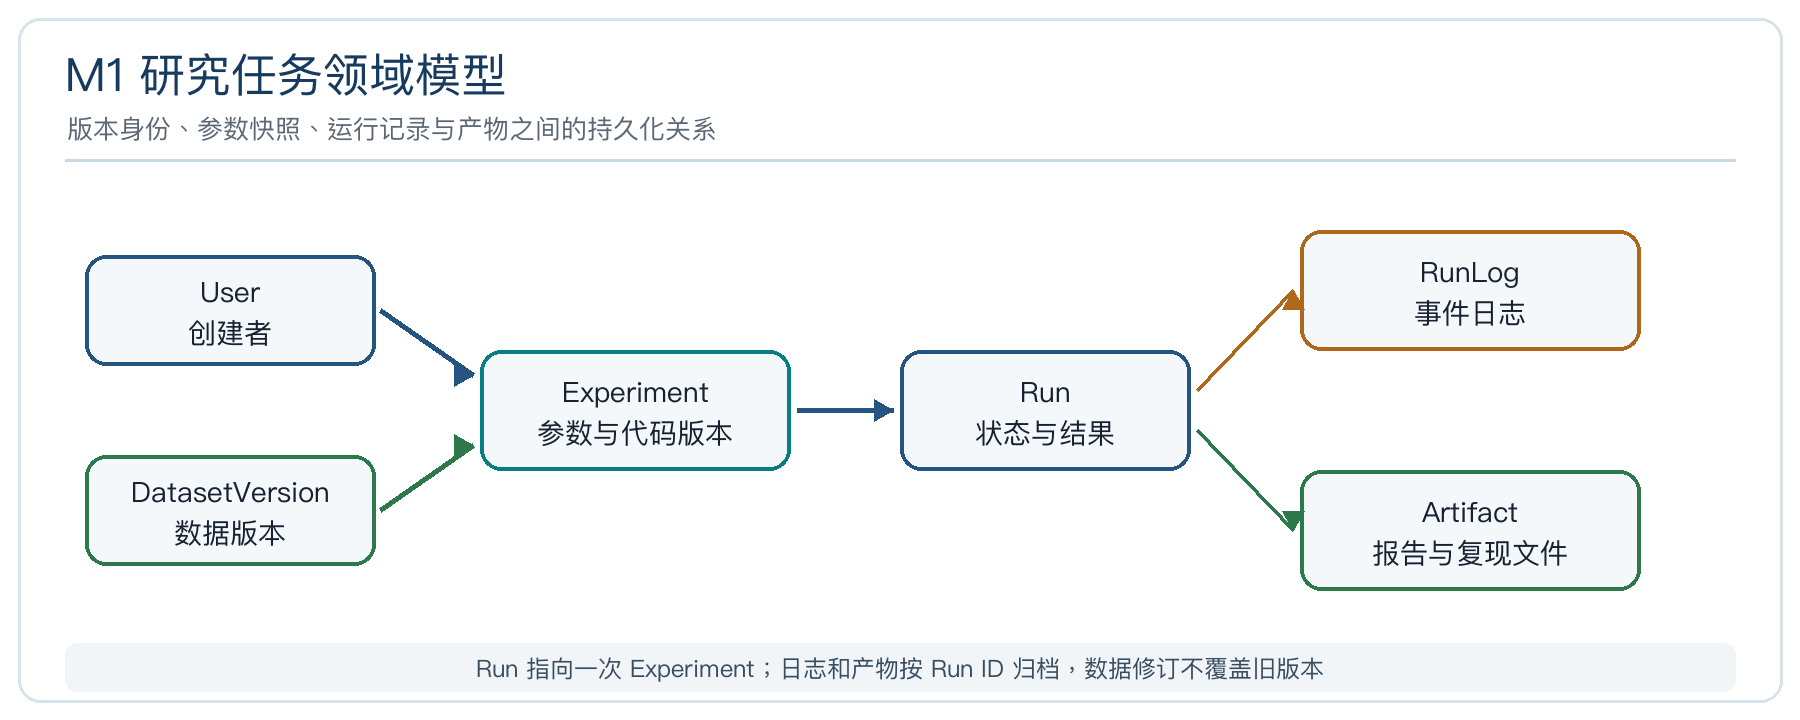 M1 研究任务领域模型
版本身份、参数快照、运行记录与产物之间的持久化关系
User
创建者
DatasetVersion
数据版本
Experiment
参数与代码版本
Run
状态与结果
RunLog
事件日志
Artifact
报告与复现文件
Run 指向一次 Experiment；日志和产物按 Run ID 归档，数据修订不覆盖旧版本